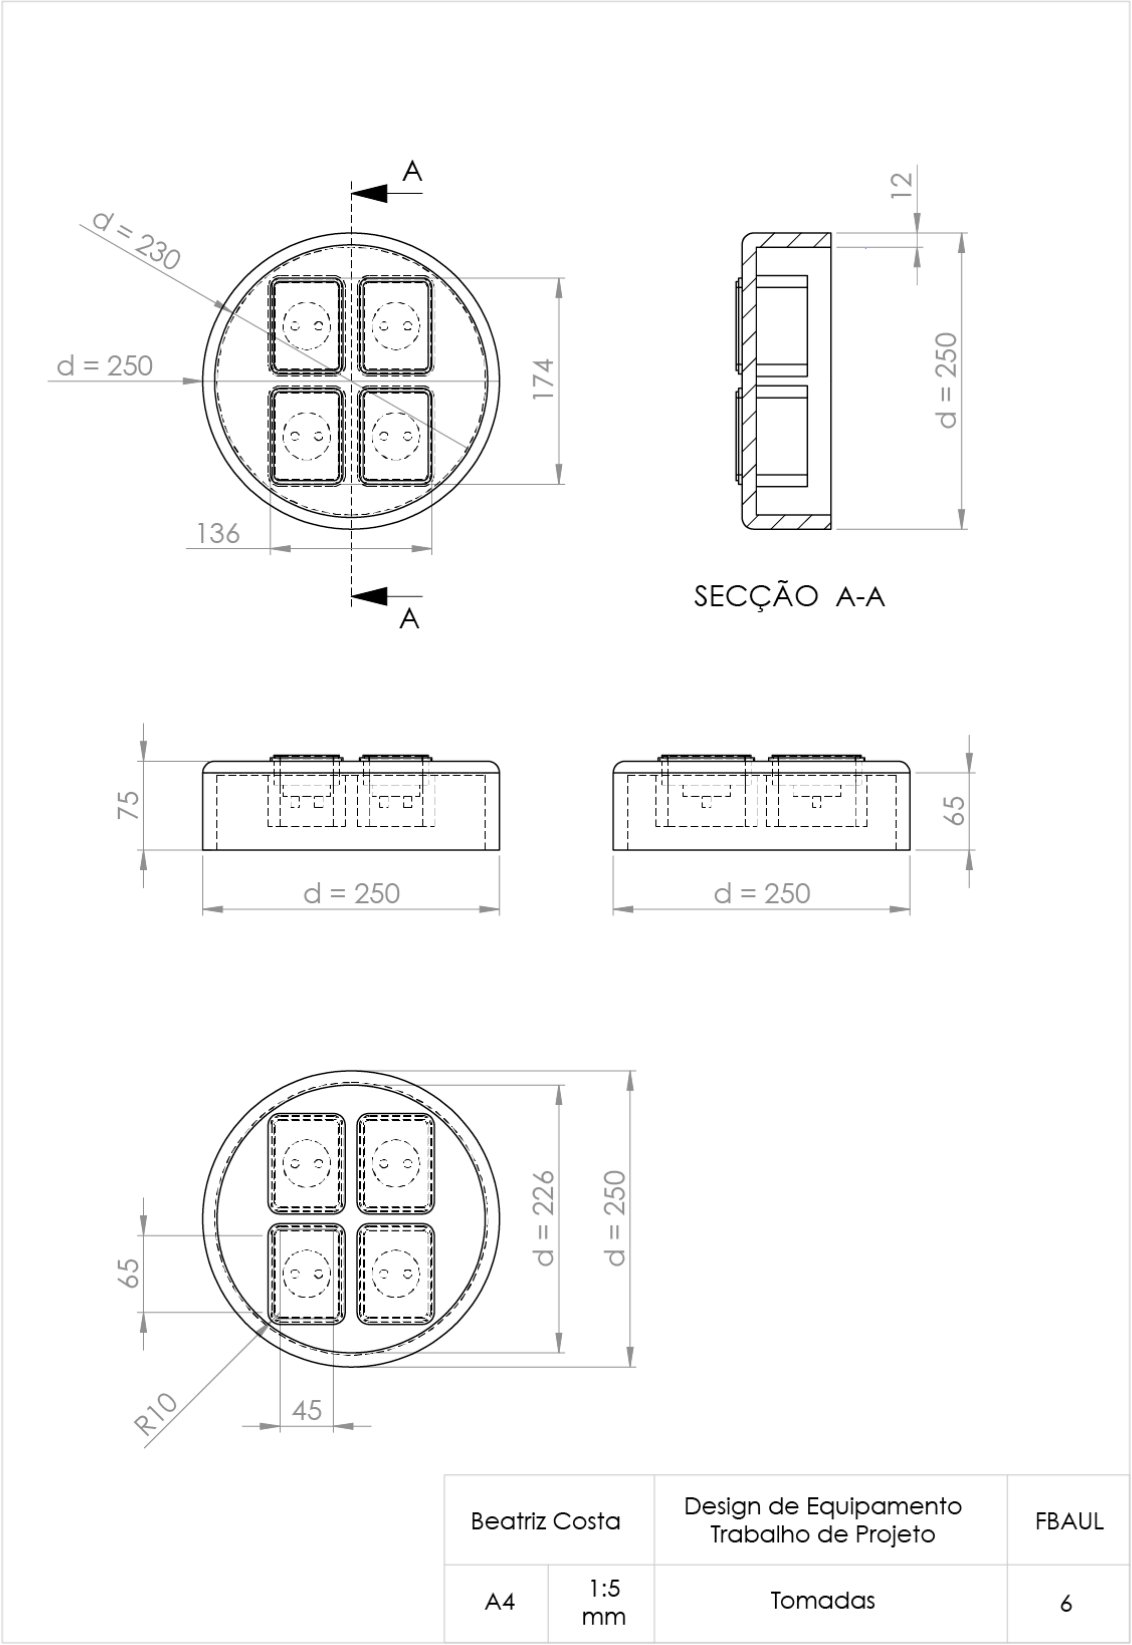 A
d = 230
d = 250
174
136
A
12
d = 250
SECÇÃO A-A
75
d = 250
d = 250
65
65
R10
45
d = 226
d = 250
Beatriz Costa
Design de Equipamento
Trabalho de Projeto
FBAUL
A4
1:5
mm
Tomadas
6